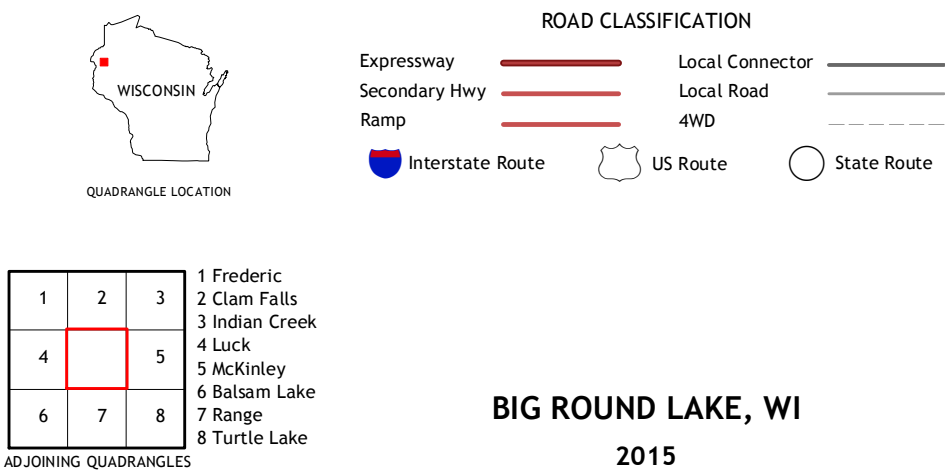 WISCONSIN
QUADRANGLE LOCATION
ROAD CLASSIFICATION
Expressway
Local Connector
Secondary Hwy
Local Road
Ramp
4WD
Interstate Route
US Route
State Route
1 2 3
4 5
6 7 8
1 Frederic
2 Clam Falls
3 Indian Creek
4 Luck
5 McKinley
6 Balsam Lake
7 Range
8 Turtle Lake
ADJOINING QUADRANGLES
BIG ROUND LAKE, WI
2015